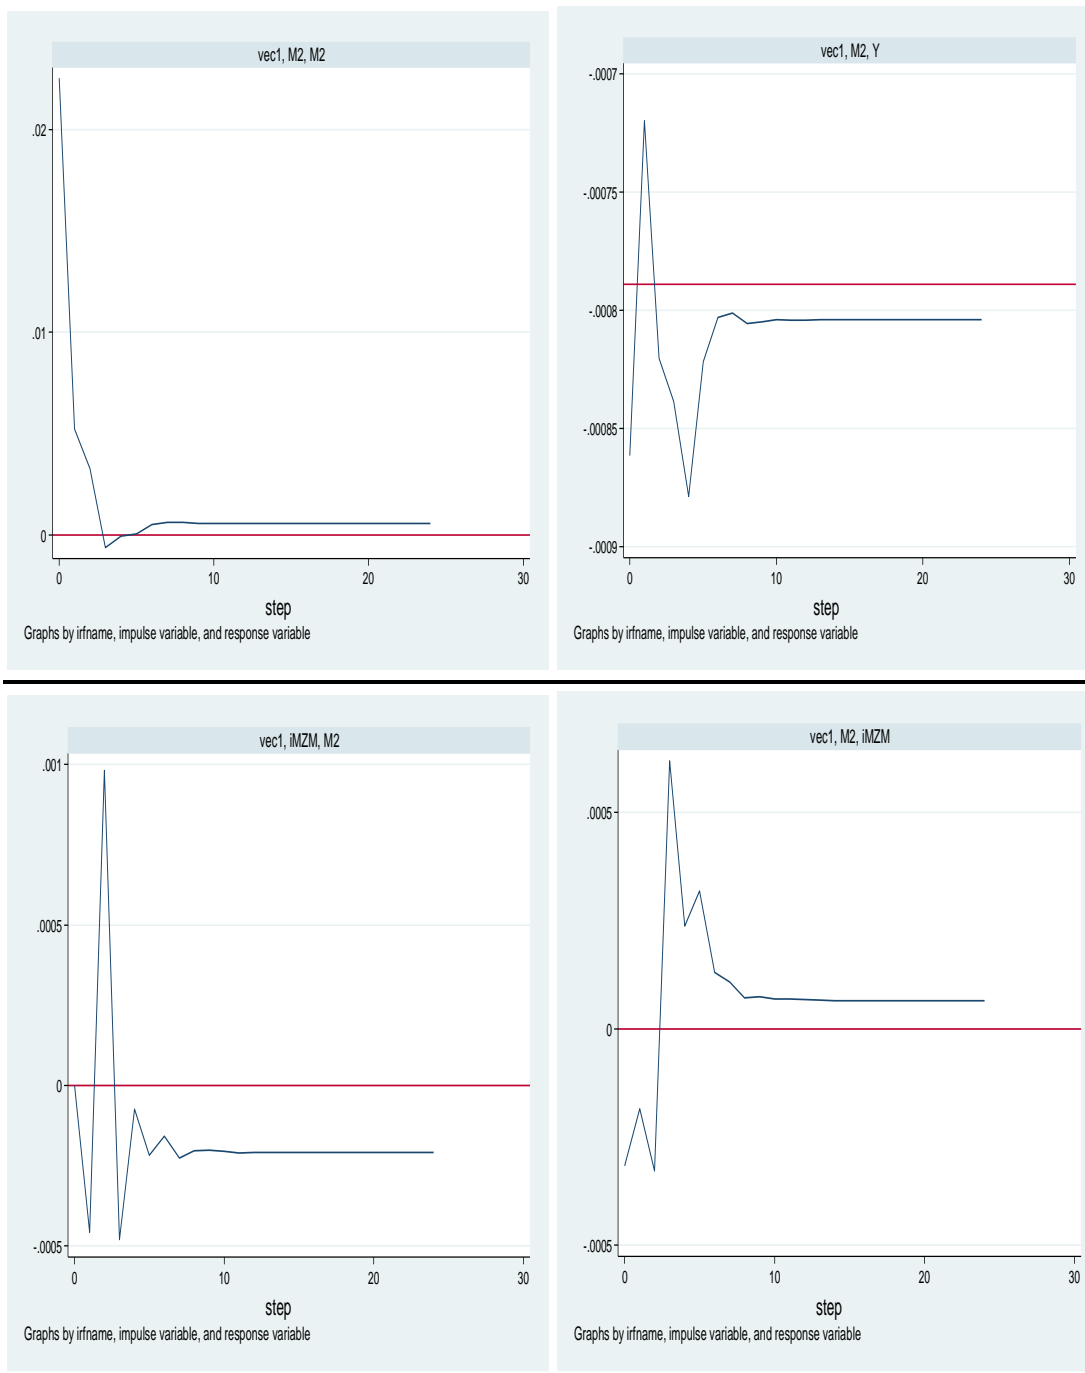 vec1, M2, M2
.02
.01
0
0 10 20 30
step
Graphs by irfname, impulse variable, and response variable
vec1, M2, Y
-.0007
-.00075
-.0008
-.00085
-.0009
0 10 20 30
step
Graphs by irfname, impulse variable, and response variable
vec1, iMZM, M2
.001
.0005
0
-.0005
0 10 20 30
step
Graphs by irfname, impulse variable, and response variable
vec1, M2, iMZM
.0005
0
-.0005
0 10 20 30
step
Graphs by irfname, impulse variable, and response variable